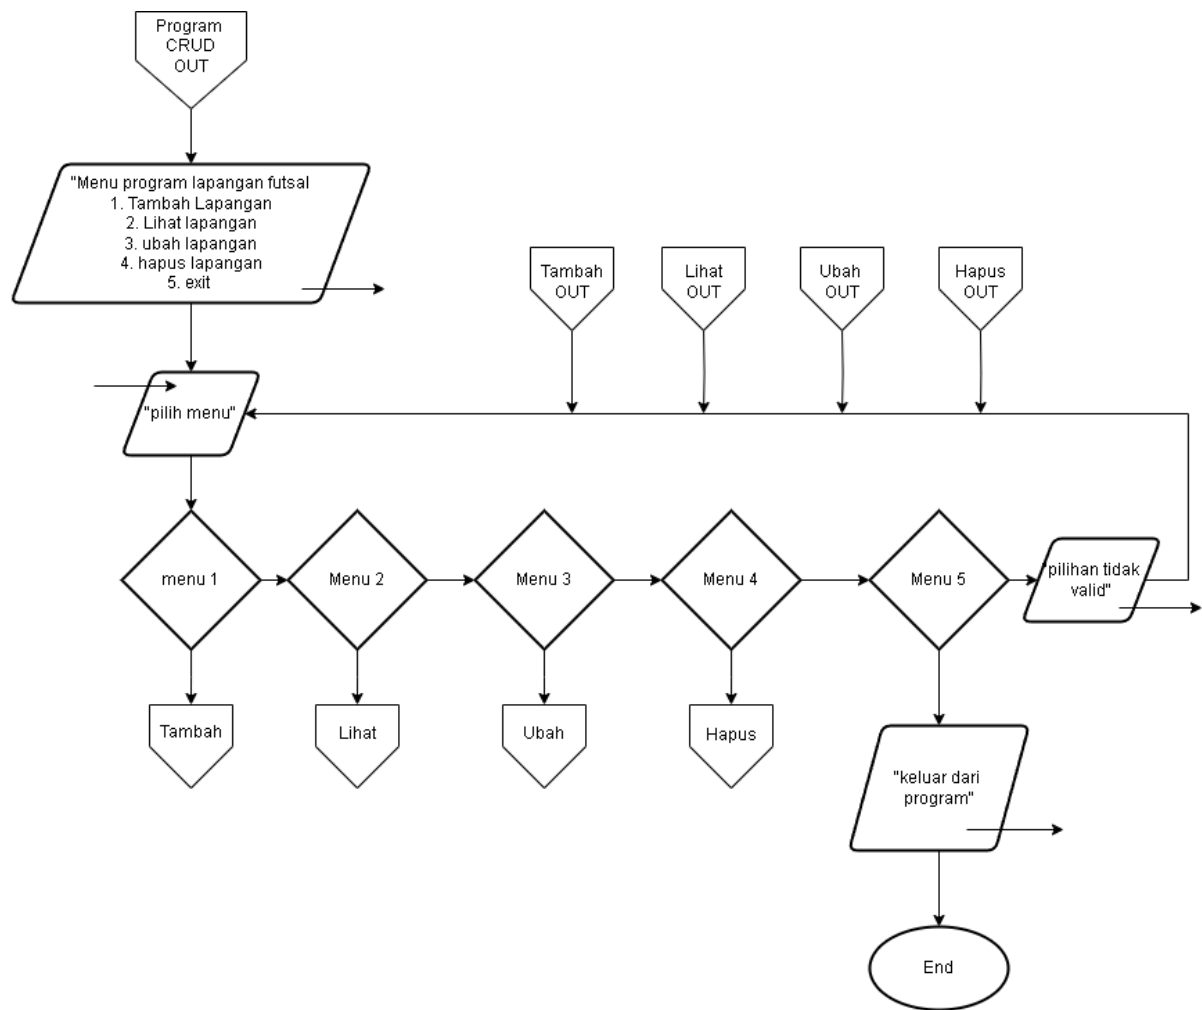 Program
CRUD
OUT
"Menu program lapangan futsal
1. Tambah Lapangan
2. Lihat lapangan
3. ubah lapangan
4. hapus lapangan
5. exit
Tambah
OUT
Lihat
OUT
Ubah
OUT
Hapus
OUT
"pilih menu"
menu 1
Menu 2
Menu 3
Menu 4
Menu 5
"pilihan tidak
valid"
Tambah
Lihat
Ubah
Hapus
"keluar dari
program"
End